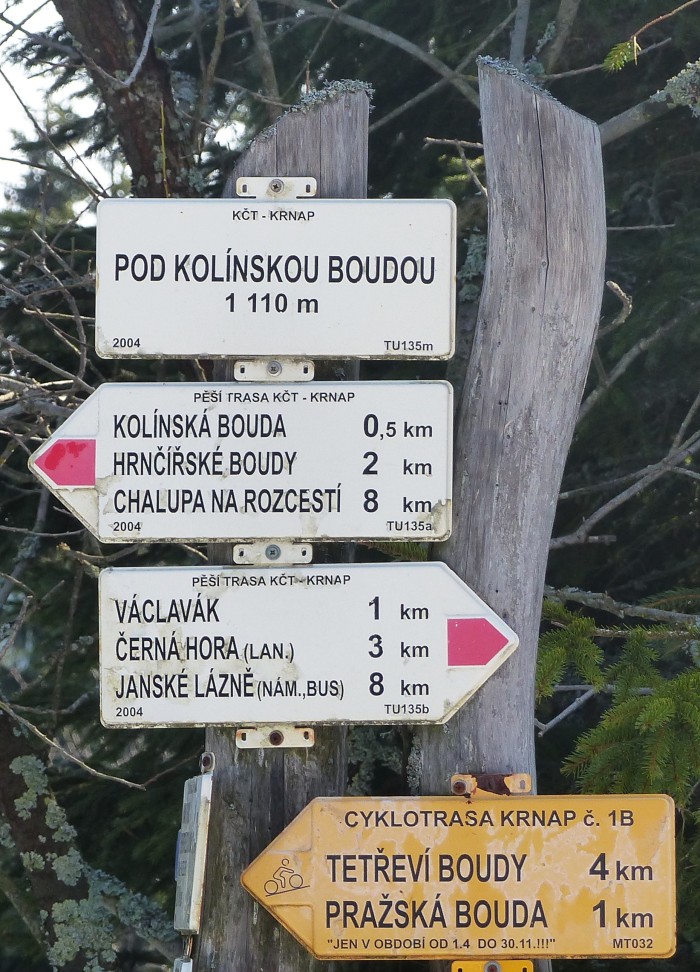 KČT - KRNAP
POD KOLÍNSKOU BOUDOU
1 110 m
2004 TU135m
PĚŠÍ TRASA KČT - KRNAP
KOLÍNSKÁ BOUDA 0,5 km
HRNČÍŘSKÉ BOUDY 2 km
CHALUPA NA ROZCESTÍ 8 km
2004 TU135a
PĚŠÍ TRASA KČT - KRNAP
VÁCLAVÁK 1 km
ČERNÁ HORA (LAN.) 3 km
JANSKÉ LÁZNĚ (NÁM.,BUS) 8 km
2004 TU135b
CYKLOTRASA KRNAP č. 1B
TETŘEVÍ BOUDY 4 km
PRAŽSKÁ BOUDA 1 km
"JEN V OBDOBÍ OD 1.4 DO 30.11.!!!" MT032